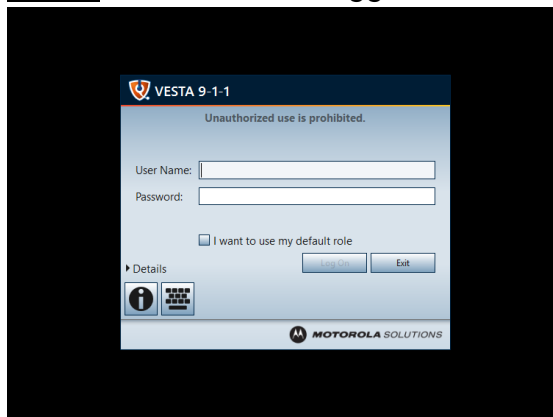 VESTA 9-1-1
Unauthorized use is prohibited.
User Name:
Password:
I want to use my default role
Log On Exit
Details
MOTOROLA SOLUTIONS